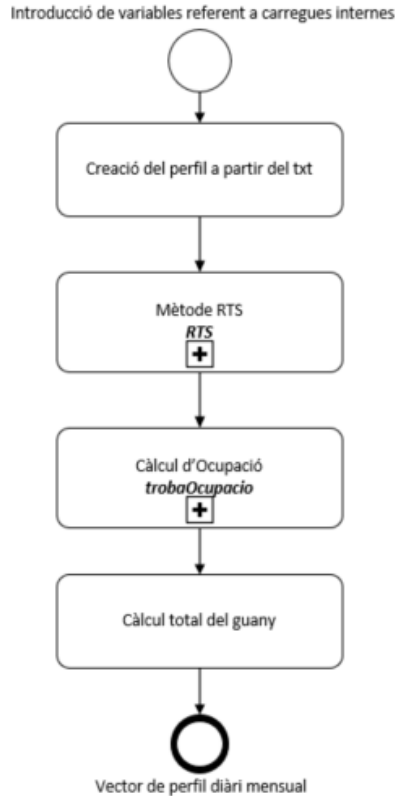 Introducció de variables referent a carregues internes
Creació del perfil a partir del txt
Mètode RTS
RTS
Càlcul d'Ocupació
trobaOcupacio
Càlcul total del guany
Vector de perfil diàri mensual